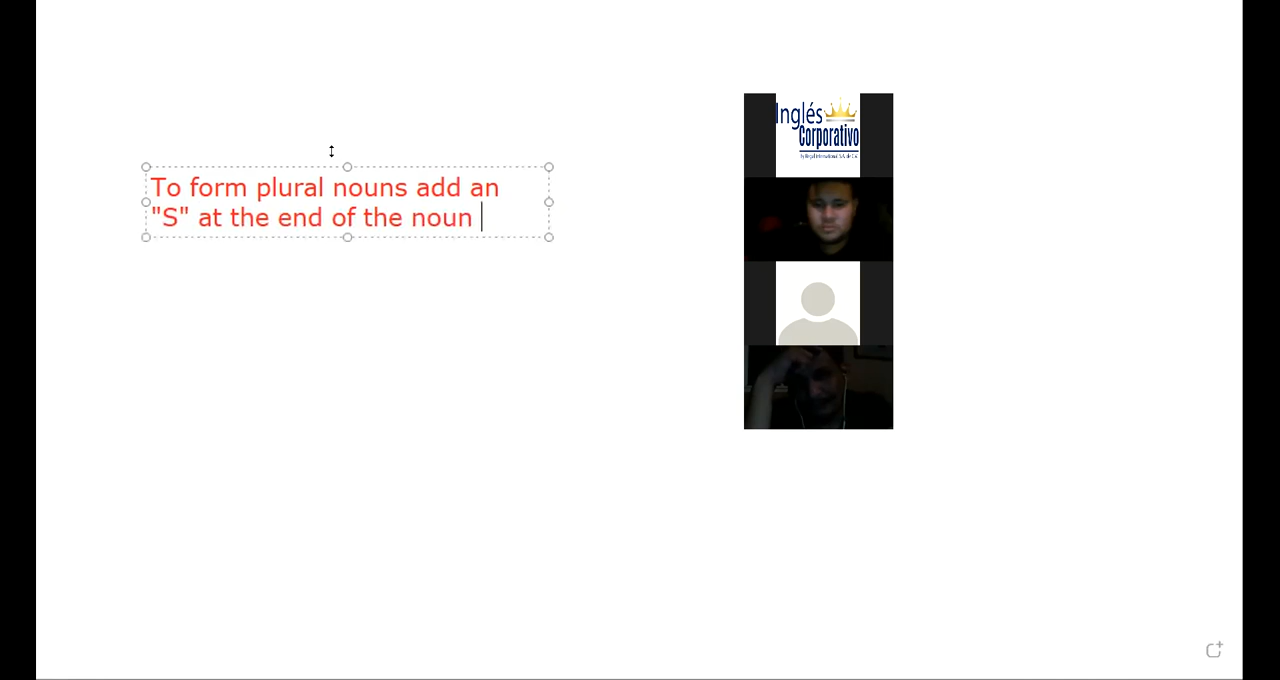 To form plural nouns add an
"S" at the end of the noun
Inglés
Corporativo